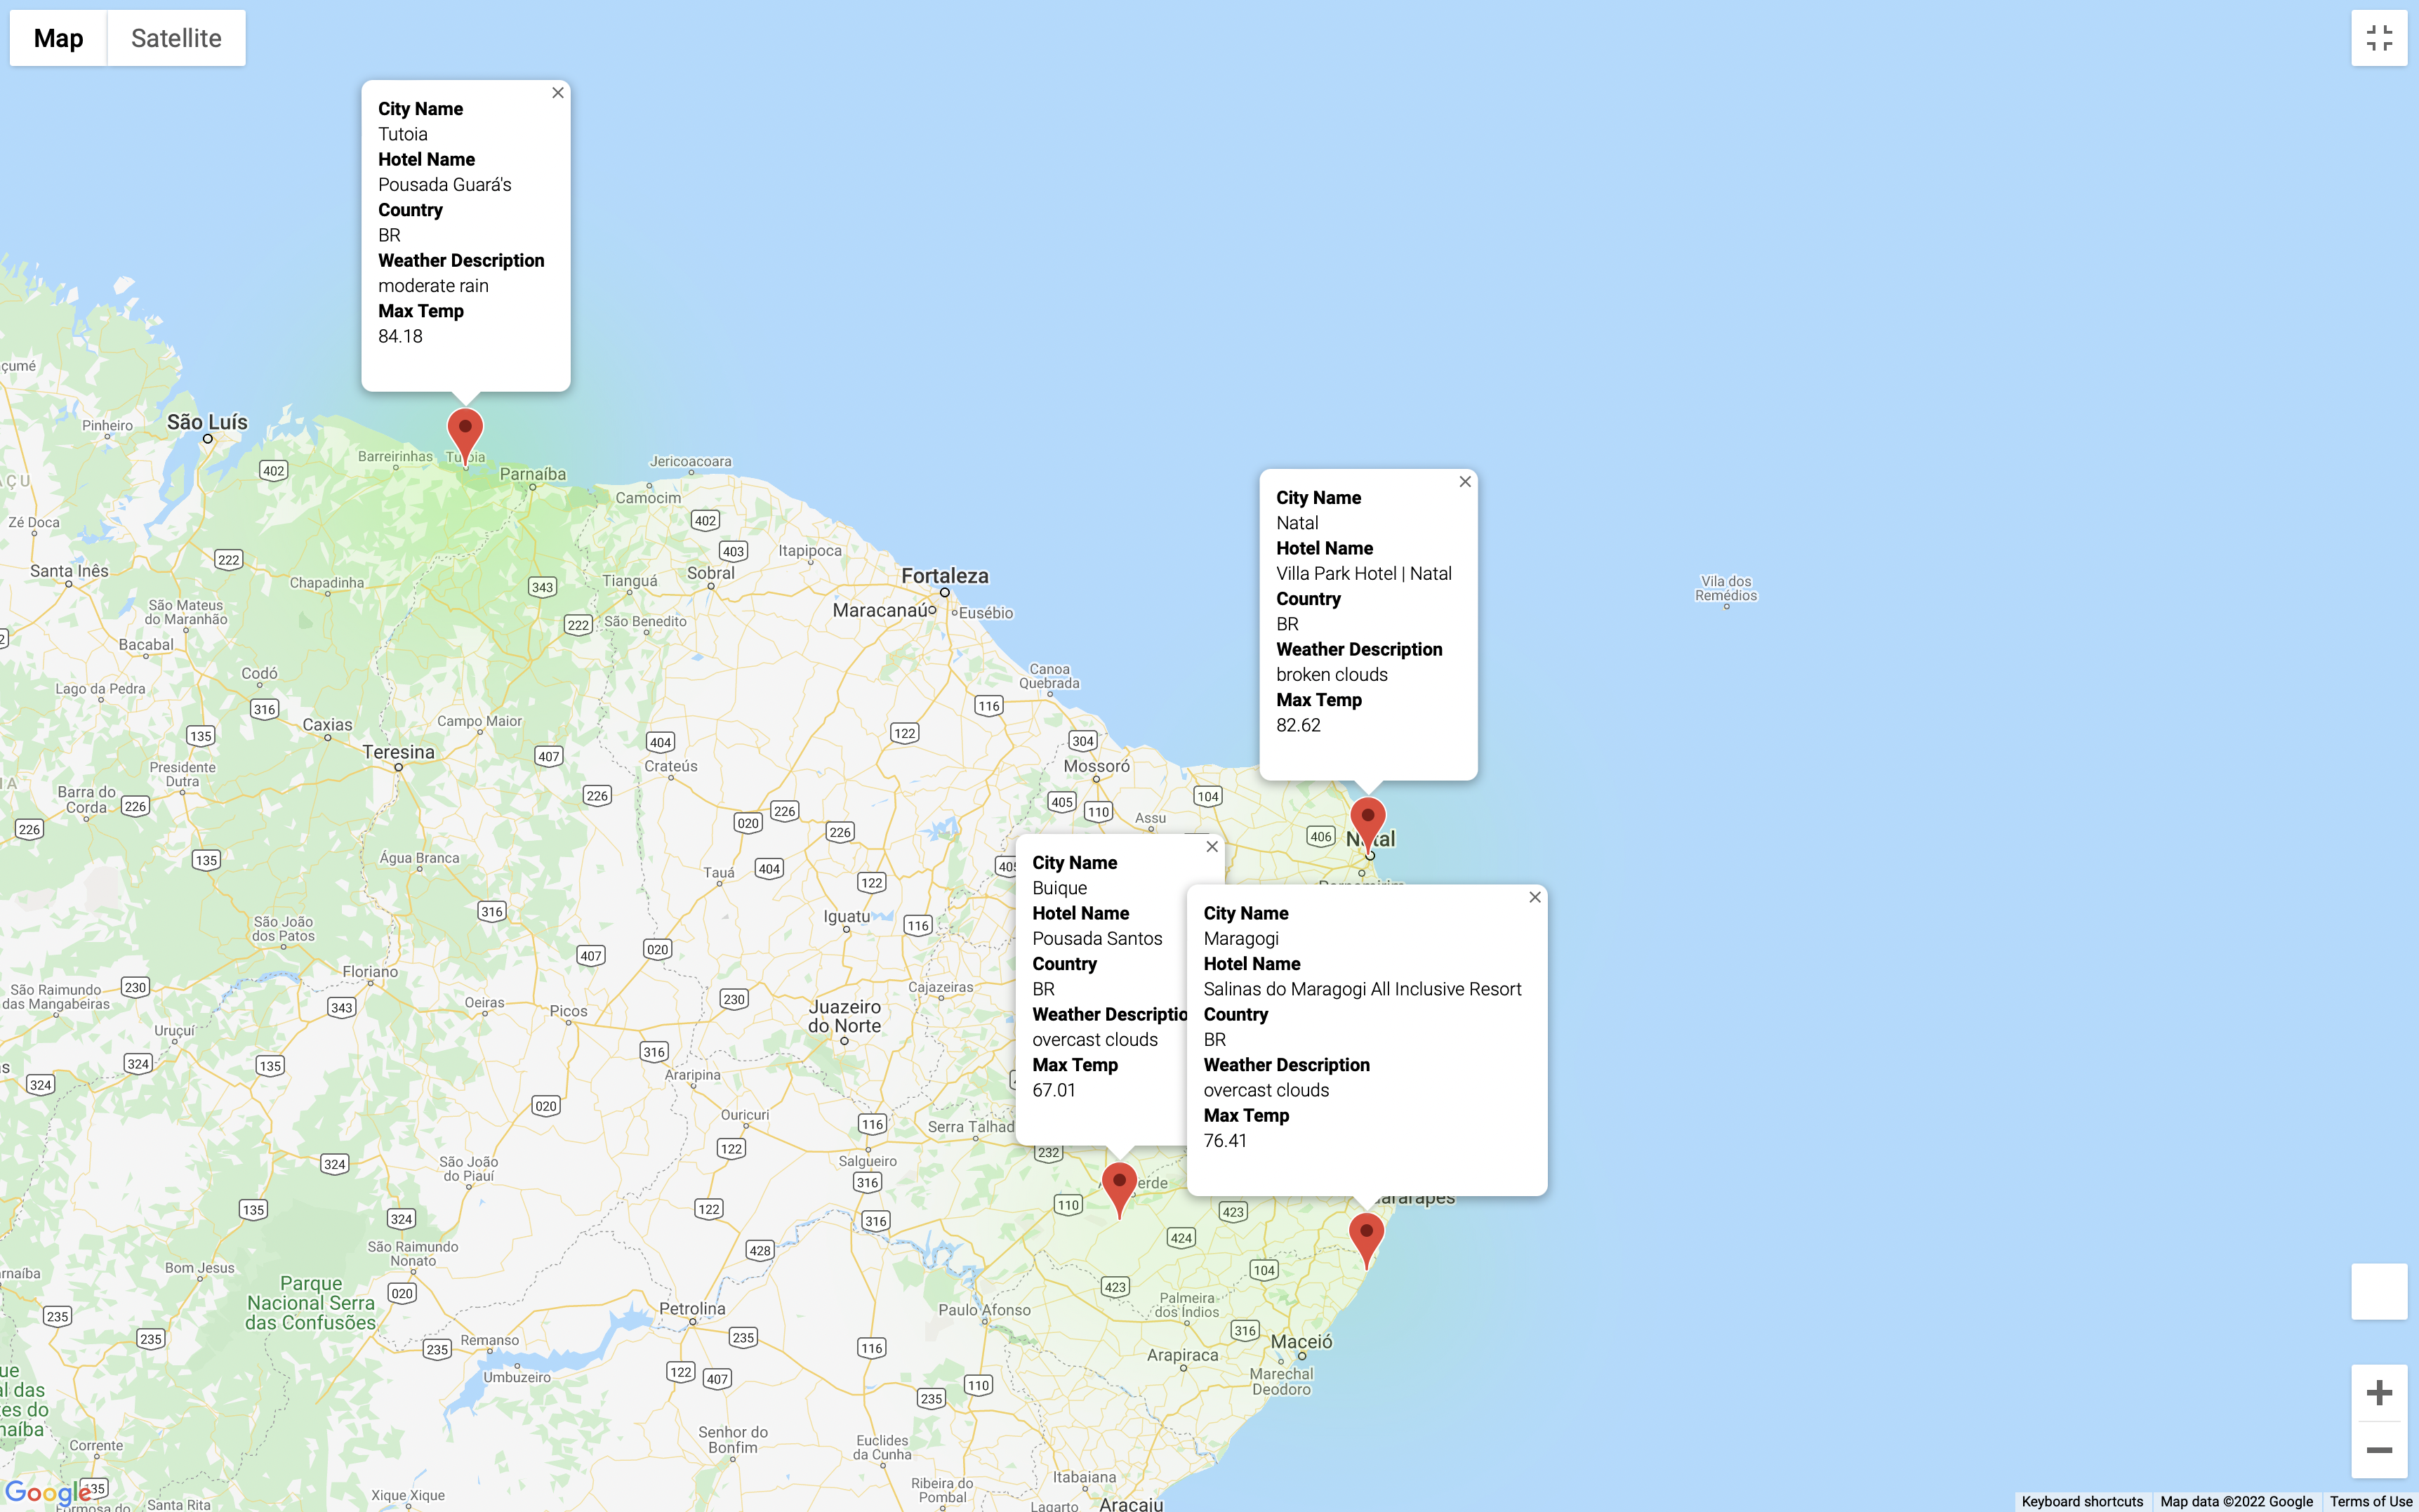 Map
Satellite
City Name
Tutoia
Hotel Name
Pousada Guará's
Country
BR
Weather Description
moderate rain
Max Temp
84.18
City Name
Natal
Hotel Name
Villa Park Hotel | Natal
Country
BR
Weather Description
broken clouds
Max Temp
82.62
City Name
Buique
Hotel Name
Pousada Santos
Country
BR
Weather Descriptio
overcast clouds
Max Temp
67.01
City Name
Maragogi
Hotel Name
Salinas do Maragogi All Inclusive Resort
Country
BR
Weather Description
overcast clouds
Max Temp
76.41
São Luís
Pinheiro
402
Barreirinhas
Parnaíba
Jericoacoara
Camocim
Zé Doca
402
403
Itapipoca
222
Santa Inês
Chapadinha
343
Tianguá
Sobral
Fortaleza
Vila dos
Remédios
São Mateus
do Maranhão
222
São Benedito
Maracanaú
Eusébio
Bacabal
Codó
Canoa
Quebrada
Lago da Pedra
316
Caxias
Campo Maior
116
135
122
304
404
Teresina
407
Crateús
Mossoró
Presidente
Dutra
Barra do
Corda
226
226
226
405
110
104
020
226
226
Assu
406
Natal
135
Água Branca
Tauá
404
122
316
Iguatu
116
São João
dos Patos
407
020
Floriano
São Raimundo
das Mangabeiras
230
343
Oeiras
Picos
230
Cajazeiras
Juazeiro
do Norte
Uruçuí
324
135
316
324
Araripina
020
Ouricuri
116
122
Serra Talhad
São João
do Piauí
324
Salgueiro
316
232
110
423
135
324
122
316
424
São Raimundo
Nonato
428
104
Bom Jesus
Parque
Nacional Serra
das Confusões
020
423
Palmeira
dos Índios
Petrolina
Paulo Afonso
235
235
Remanso
235
235
116
316
Maceió
Arapiraca
Umbuzeiro
122
407
110
235
Marechal
Deodoro
Corrente
Senhor do
Bonfim
Euclides
da Cunha
Itabaiana
Ribeira do
Pombal
Xique Xique
Santa Rita
Lagarto
Aracaju
Google
Keyboard shortcuts
Map data ©2022 Google
Terms of Use